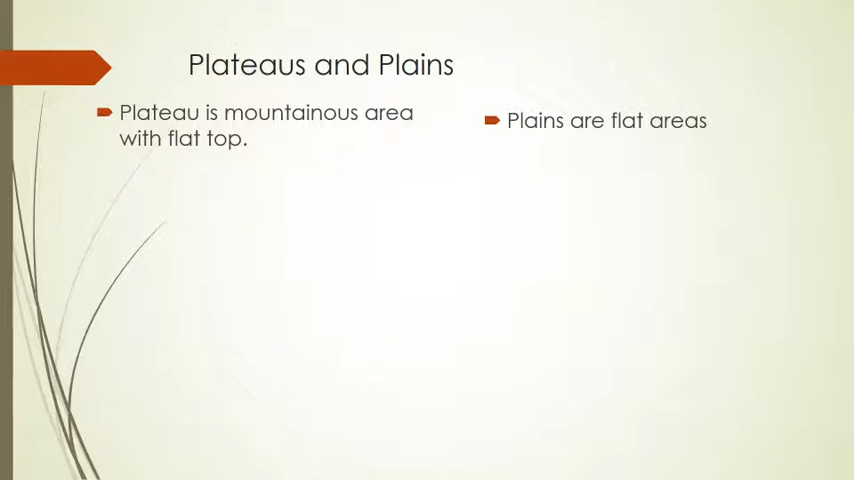 Plateaus and Plains
Plateau is mountainous area
with flat top.
Plains are flat areas